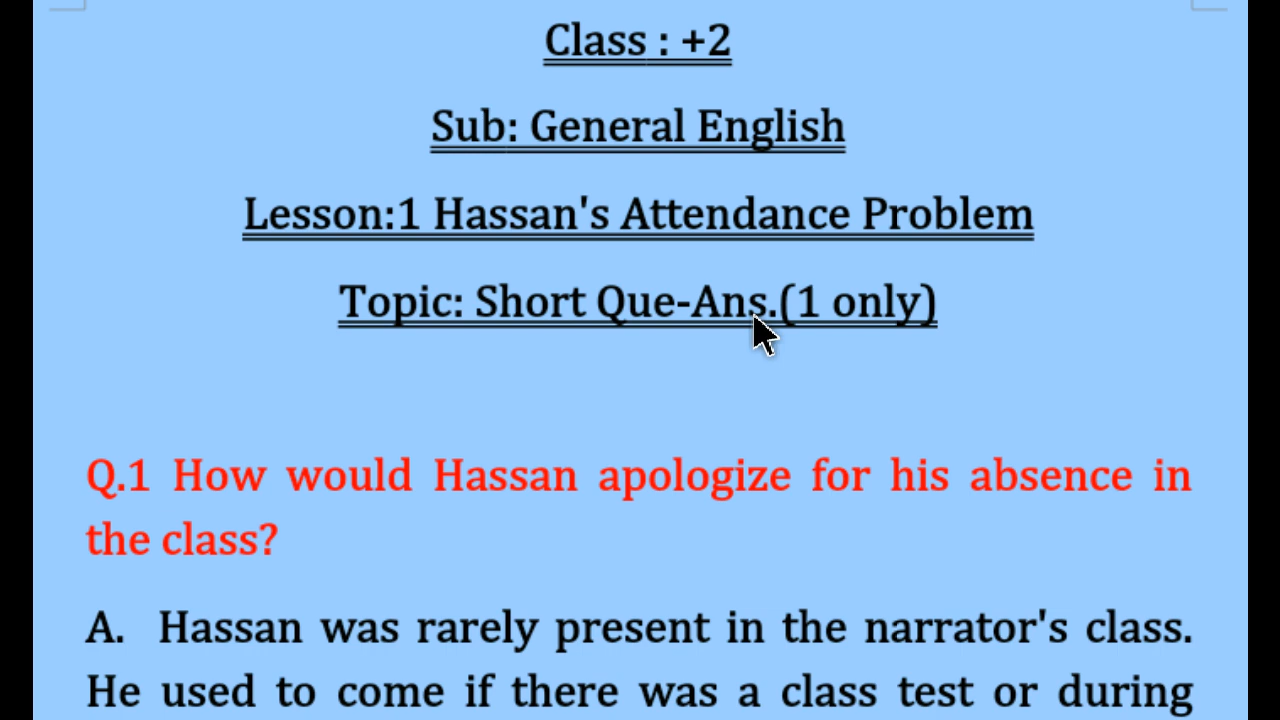 Class : +2
Sub: General English
Lesson:1 Hassan's Attendance Problem
Topic: Short Que-Ans.(1 only)
Q.1 How would Hassan apologize for his absence in
the class?
A. Hassan was rarely present in the narrator's class.
He used to come if there was a class test or during